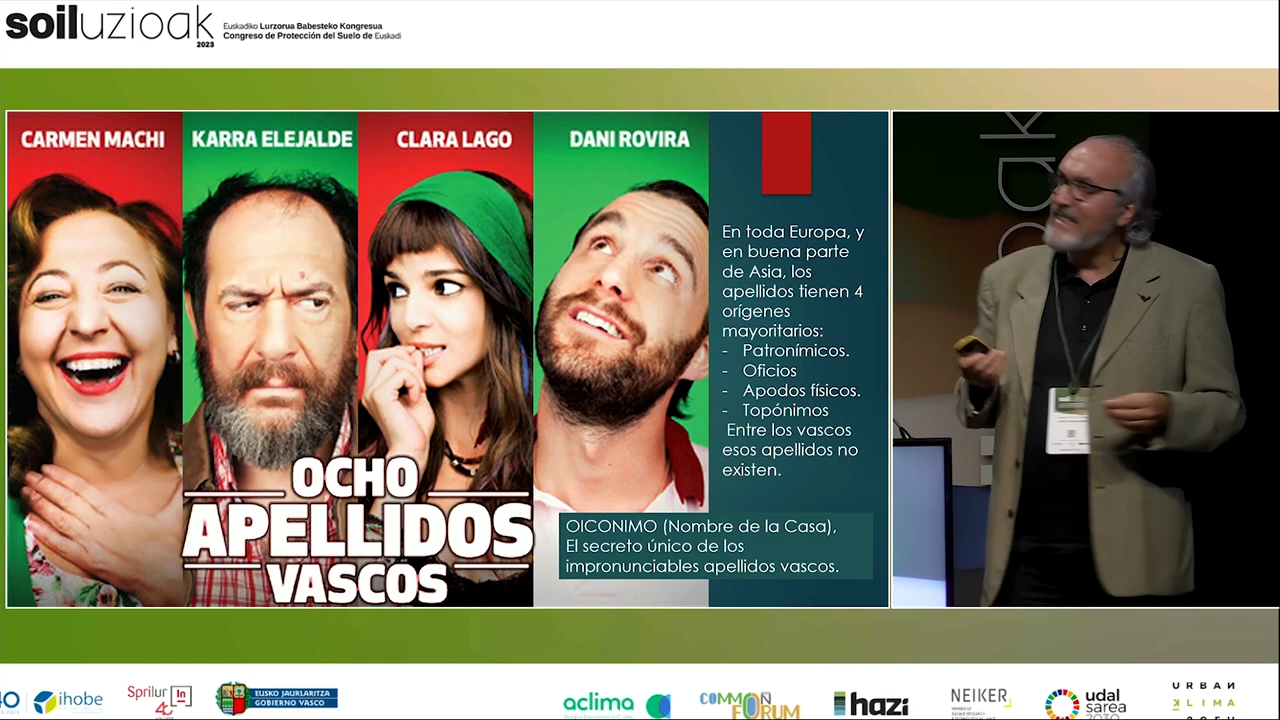 soiluzioak
2023
Euskadiko Lurzorua Babesteko Kongresua
Congreso de Protección del Suelo de Euskadi
CARMEN MACHI
KARRA ELEJALDE
CLARA LAGO
DANI ROVIRA
OCHO
APELLIDOS
VASCOS
En toda Europa, y
en buena parte
de Asia, los
apellidos tienen 4
orígenes
mayoritarios:
- Patronímicos.
- Oficios
- Apodos físicos.
- Topónimos
Entre los vascos
esos apellidos no
existen.
OICONIMO (Nombre de la Casa),
El secreto único de los
impronunciables apellidos vascos.
ihobe
Sprilur
EUSKO JAURLARITZA
GOBIERNO VASCO
aclima
COMMON
FORUM
hazi
NEIKER
udal
sarea
2030
URBAN
KLIMA